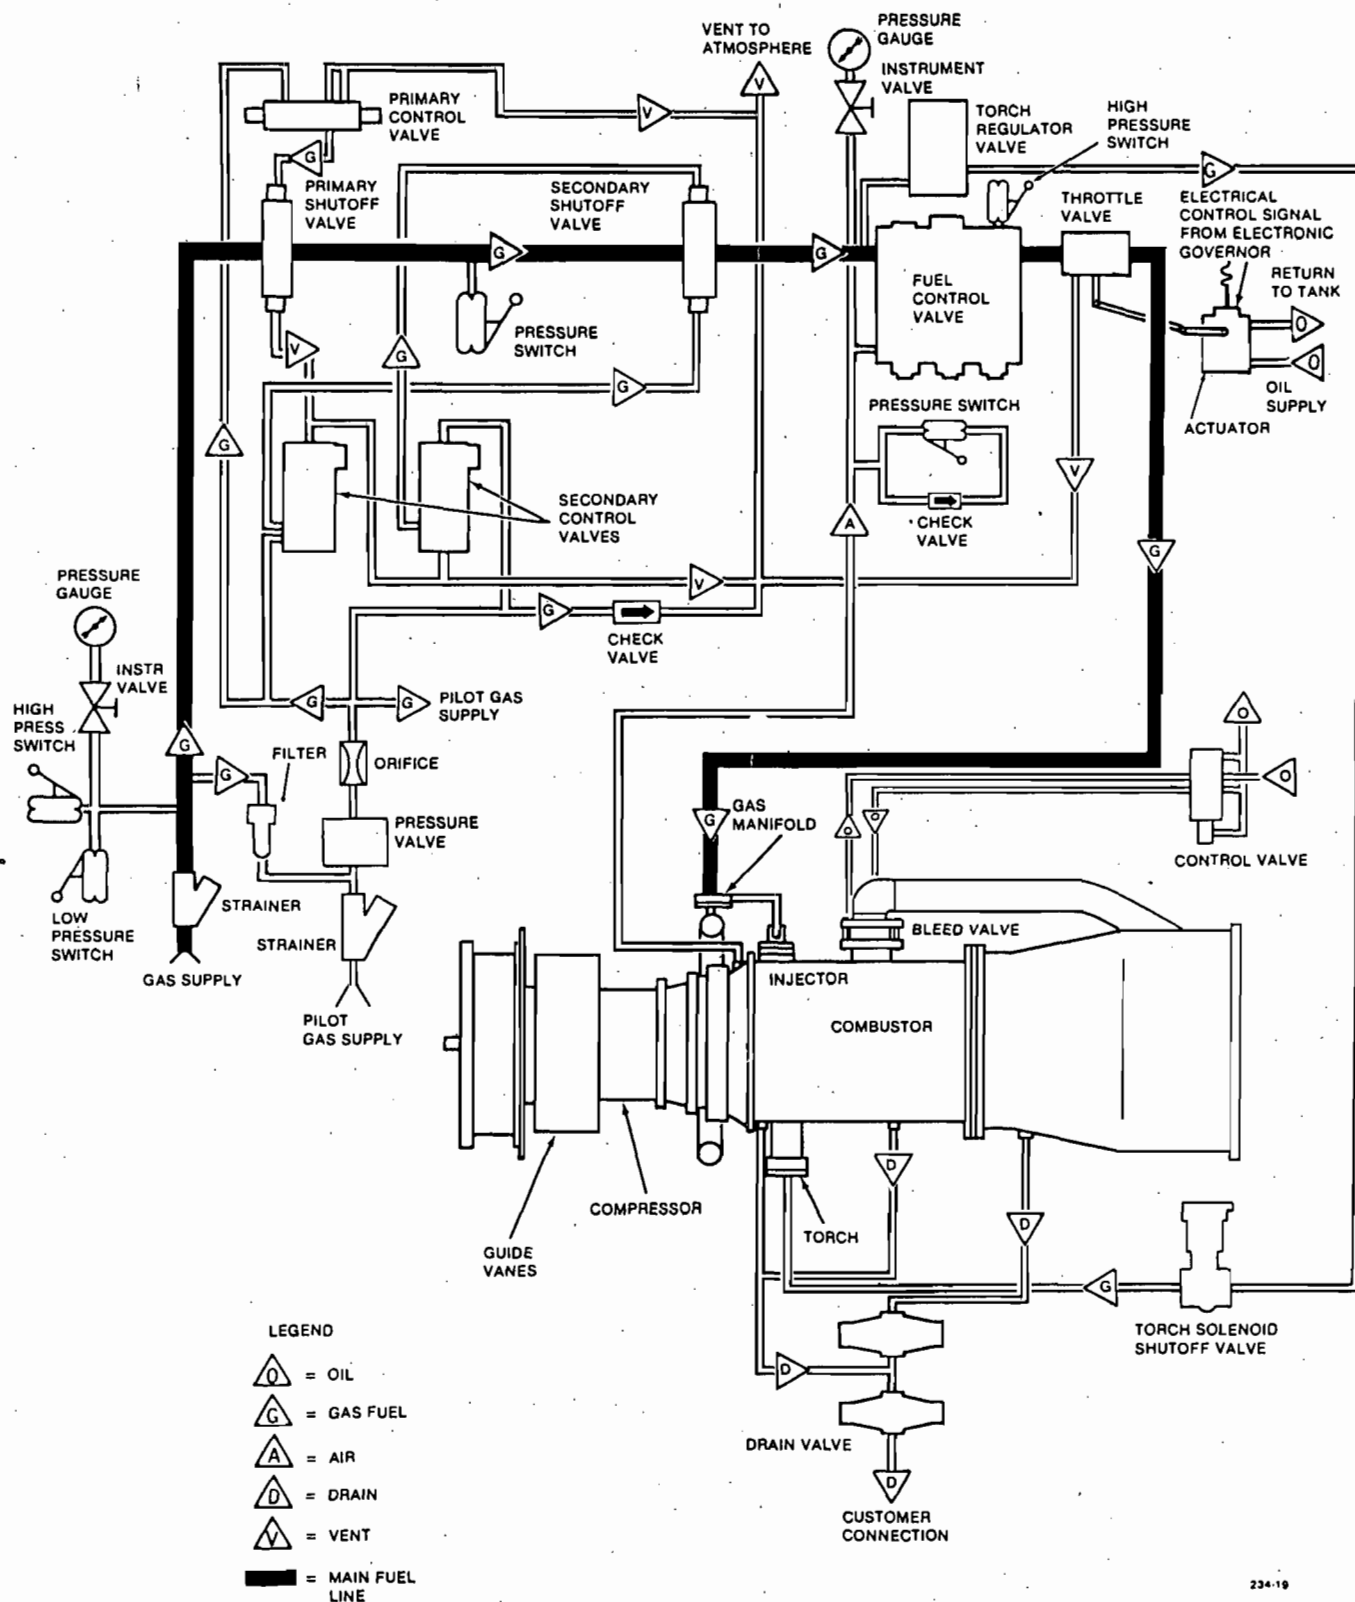 VENT TO
ATMOSPHERE
V
PRESSURE
GAUGE
INSTRUMENT
VALVE
TORCH
REGULATOR
VALVE
HIGH
PRESSURE
SWITCH
PRIMARY
CONTROL
VALVE
V
G
G
PRIMARY
SHUTOFF
VALVE
SECONDARY
SHUTOFF
VALVE
THROTTLE
VALVE
ELECTRICAL
CONTROL SIGNAL
FROM ELECTRONIC
GOVERNOR
RETURN
TO TANK
G
G
FUEL
CONTROL
VALVE
PRESSURE
SWITCH
V
G
G
O
O
OIL
SUPPLY
ACTUATOR
PRESSURE SWITCH
G
V
SECONDARY
CONTROL
VALVES
A
CHECK
VALVE
G
PRESSURE
GAUGE
V
G
CHECK
VALVE
INSTR
VALVE
HIGH
PRESS
SWITCH
G
G
PILOT GAS
SUPPLY
O
G
G
FILTER
ORIFICE
O
GAS
MANIFOLD
G
O
O
PRESSURE
VALVE
CONTROL VALVE
STRAINER
LOW
PRESSURE
SWITCH
STRAINER
BLEED VALVE
GAS SUPPLY
INJECTOR
PILOT
GAS SUPPLY
COMBUSTOR
D
COMPRESSOR
D
TORCH
GUIDE
VANES
G
TORCH SOLENOID
SHUTOFF VALVE
D
DRAIN VALVE
D
CUSTOMER
CONNECTION
LEGEND
O = OIL
G = GAS FUEL
A = AIR
D = DRAIN
V = VENT
= MAIN FUEL
LINE
234-19